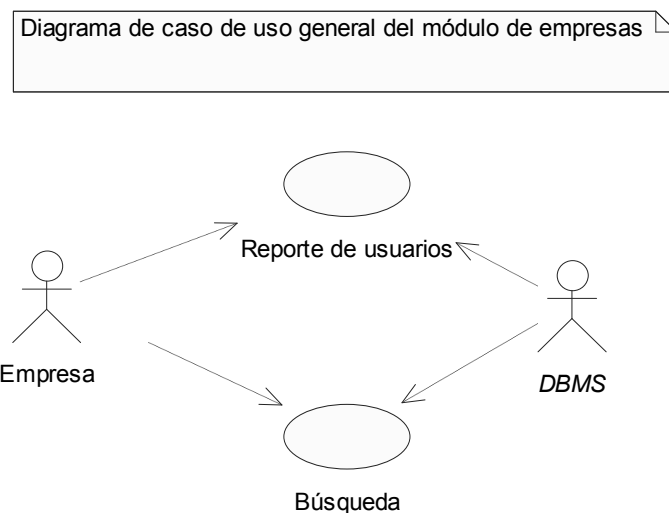 Diagrama de caso de uso general del módulo de empresas
Reporte de usuarios
Empresa
DBMS
Búsqueda